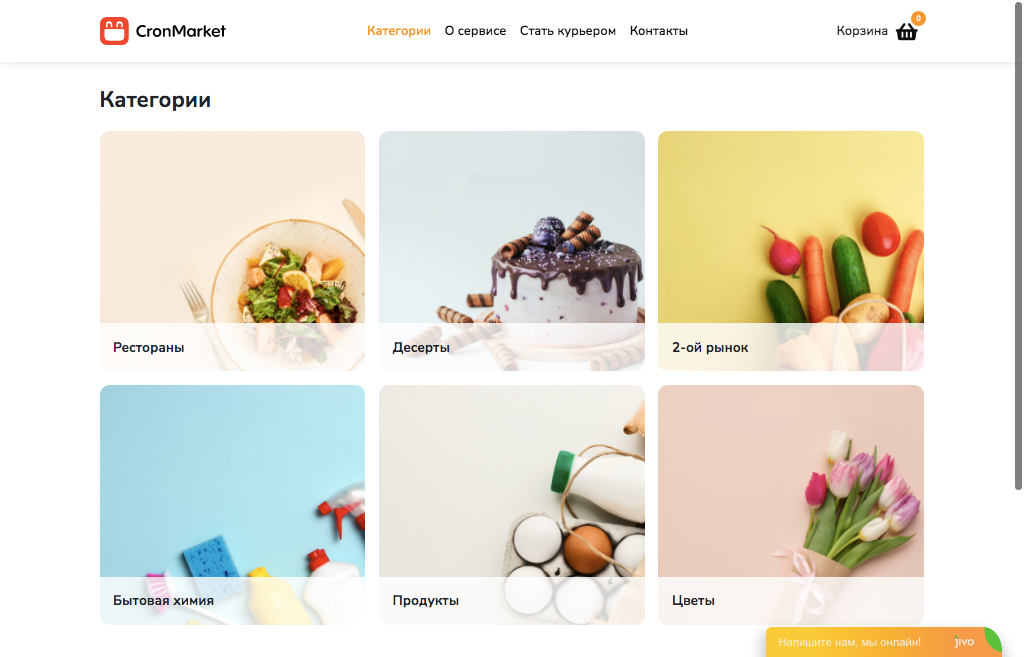 CronMarket
Категории О сервисе Стать курьером Контакты
Корзина 0
Категории
Рестораны
Десерты
2-ой рынок
Бытовая химия
Продукты
Цветы
Напишите нам, мы онлайн! jivo